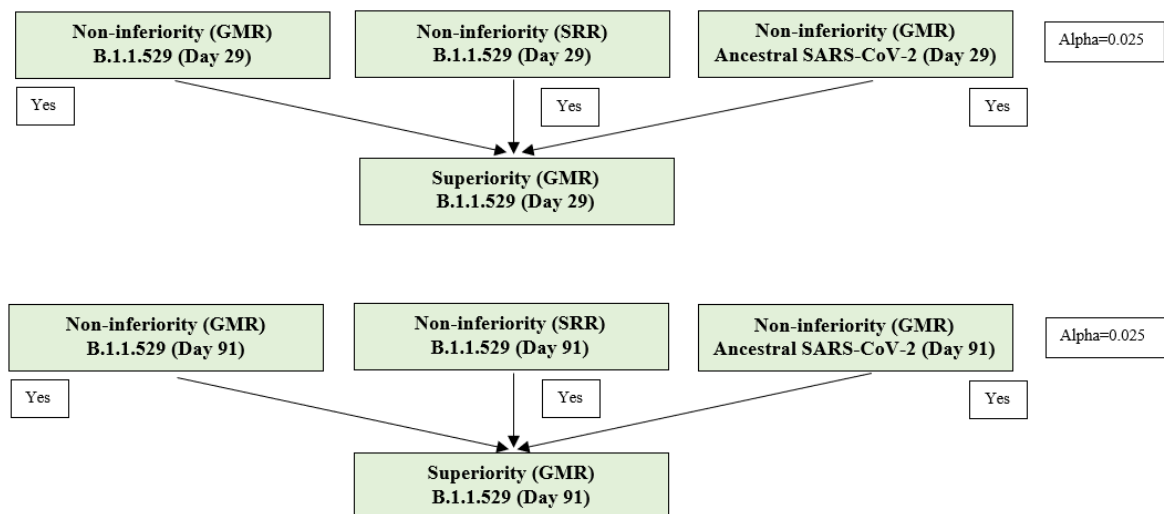 Non-inferiority (GMR)
B.1.1.529 (Day 29)
Non-inferiority (SRR)
B.1.1.529 (Day 29)
Non-inferiority (GMR)
Ancestral SARS-CoV-2 (Day 29)
Alpha=0.025
Yes
Yes
Yes
Superiority (GMR)
B.1.1.529 (Day 29)
Non-inferiority (GMR)
B.1.1.529 (Day 91)
Non-inferiority (SRR)
B.1.1.529 (Day 91)
Non-inferiority (GMR)
Ancestral SARS-CoV-2 (Day 91)
Alpha=0.025
Yes
Yes
Yes
Superiority (GMR)
B.1.1.529 (Day 91)